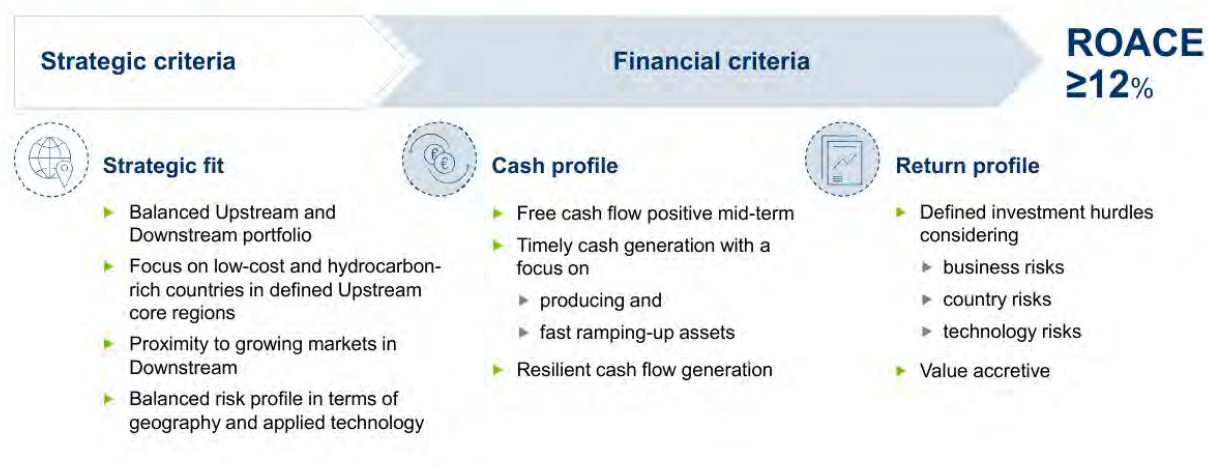 Strategic criteria
Financial criteria
ROACE
≥12%
Strategic fit
Balanced Upstream and
Downstream portfolio
Focus on low-cost and hydrocarbon-
rich countries in defined Upstream
core regions
Proximity to growing markets in
Downstream
Balanced risk profile in terms of
geography and applied technology
Cash profile
Free cash flow positive mid-term
Timely cash generation with a
focus on
producing and
fast ramping-up assets
Resilient cash flow generation
Return profile
Defined investment hurdles
considering
business risks
country risks
technology risks
Value accretive